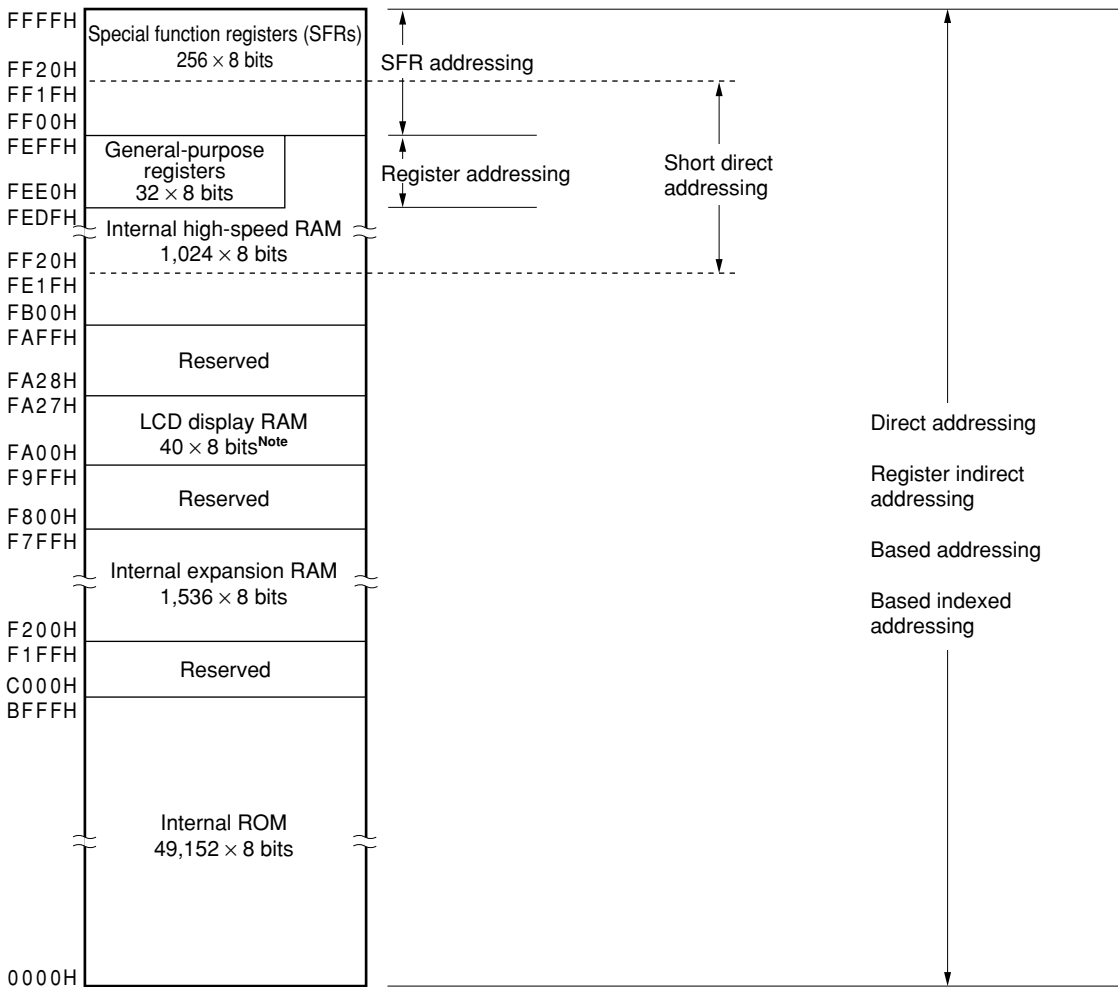 FFFFH
Special function registers (SFRs)
256 × 8 bits
SFR addressing
FF20H
FF1FH
FF00H
FEFFH
General-purpose
registers
32 × 8 bits
Register addressing
Short direct
addressing
FEE0H
FEDFH
Internal high-speed RAM
1,024 × 8 bits
FF20H
FE1FH
FB00H
FAFFH
Reserved
FA28H
FA27H
LCD display RAM
40 × 8 bitsNote
FA00H
F9FFH
Reserved
F800H
F7FFH
Internal expansion RAM
1,536 × 8 bits
F200H
F1FFH
Reserved
C000H
BFFFH
Internal ROM
49,152 × 8 bits
0000H
Direct addressing
Register indirect
addressing
Based addressing
Based indexed
addressing